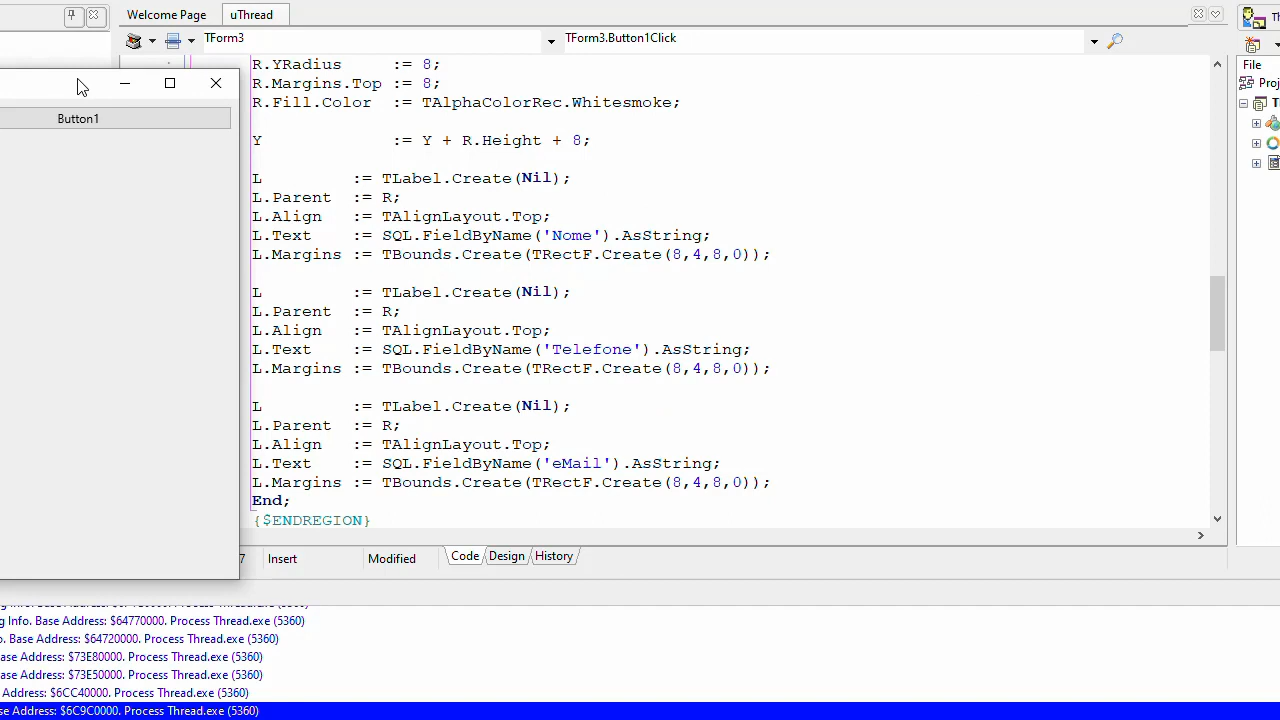 Welcome Page
uThread
TForm3
TForm3.Button1Click
File
Proj
Button1
R.YRadius := 8;
R.Margins.Top := 8;
R.Fill.Color := TAlphaColorRec.Whitesmoke;
Y := Y + R.Height + 8;
L := TLabel.Create(Nil);
L.Parent := R;
L.Align := TAlignLayout.Top;
L.Text := SQL.FieldByName('Nome').AsString;
L.Margins := TBounds.Create(TRectF.Create(8,4,8,0));
L := TLabel.Create(Nil);
L.Parent := R;
L.Align := TAlignLayout.Top;
L.Text := SQL.FieldByName('Telefone').AsString;
L.Margins := TBounds.Create(TRectF.Create(8,4,8,0));
L := TLabel.Create(Nil);
L.Parent := R;
L.Align := TAlignLayout.Top;
L.Text := SQL.FieldByName('eMail').AsString;
L.Margins := TBounds.Create(TRectF.Create(8,4,8,0));
End;
{$ENDREGION}
7 Insert Modified Code Design History
g Info. Base Address: $64770000. Process Thread.exe (5360)
o. Base Address: $64720000. Process Thread.exe (5360)
ase Address: $73E80000. Process Thread.exe (5360)
ase Address: $73E50000. Process Thread.exe (5360)
Address: $6CC40000. Process Thread.exe (5360)
se Address: $6C9C0000. Process Thread.exe (5360)